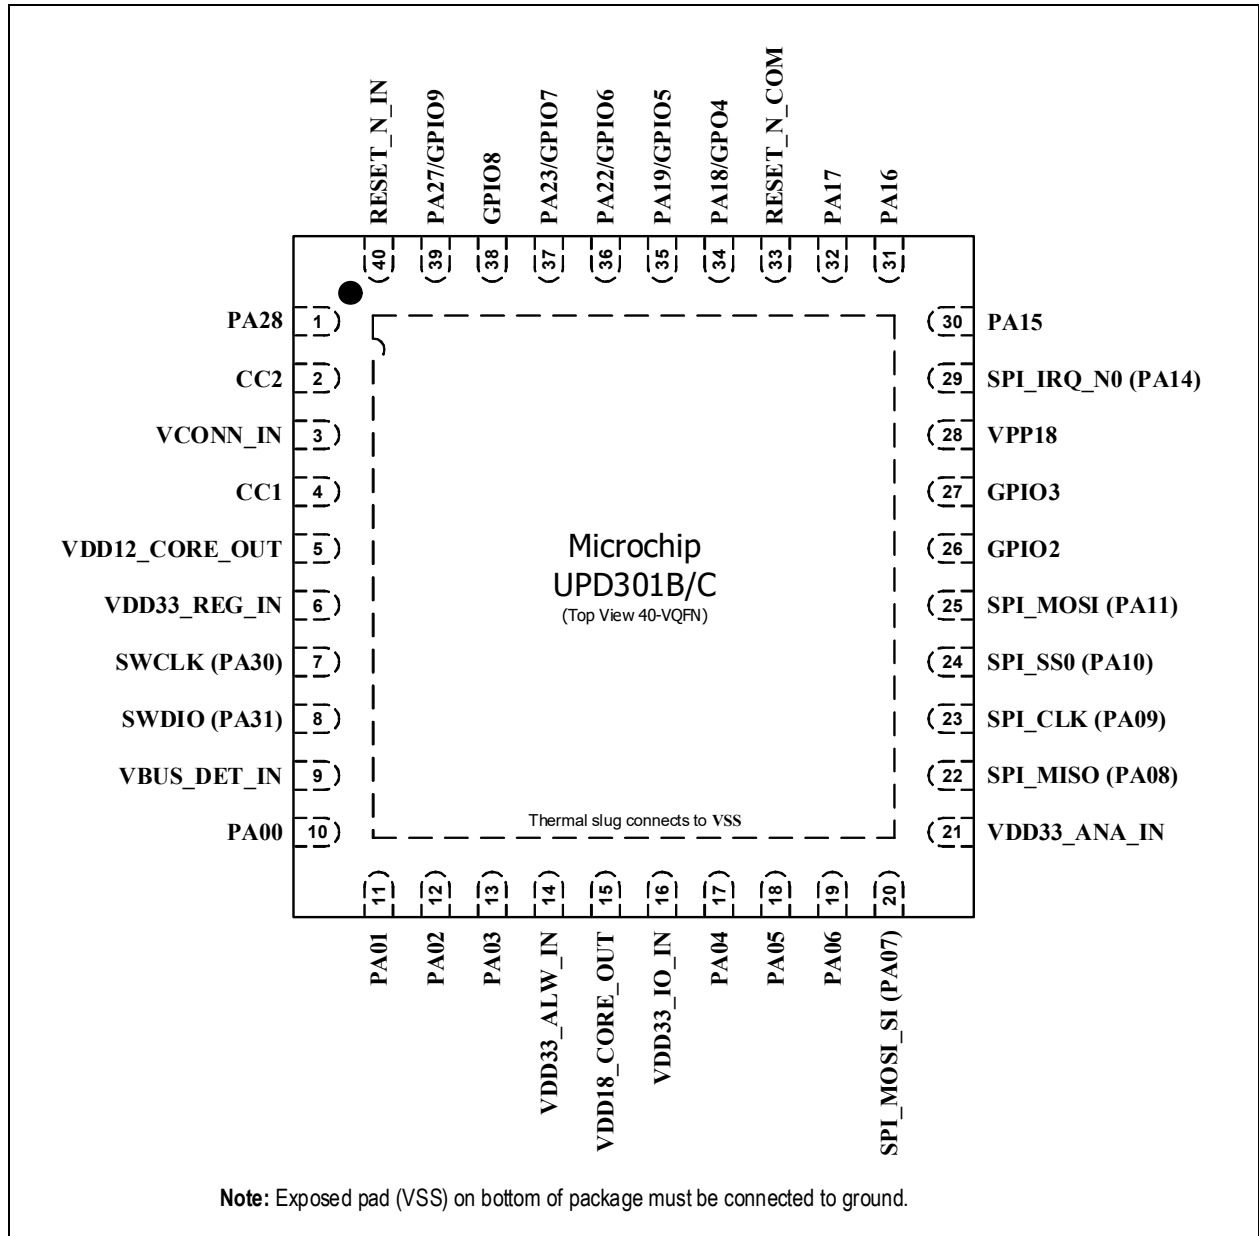 RESET_N_IN
PA27/GPIO9
GPIO8
PA23/GPIO7
PA22/GPIO6
PA19/GPIO5
PA18/GPO4
RESET_N_COM
PA17
PA16
40
39
38
37
36
35
34
33
32
31
PA28 1
CC2 2
VCONN_IN 3
CC1 4
VDD12_CORE_OUT 5
VDD33_REG_IN 6
SWCLK (PA30) 7
SWDIO (PA31) 8
VBUS_DET_IN 9
PA00 10
Microchip
UPD301B/C
(Top View 40-VQFN)
Thermal slug connects to VSS
30 PA15
29 SPI_IRQ_N0 (PA14)
28 VPP18
27 GPIO3
26 GPIO2
25 SPI_MOSI (PA11)
24 SPI_SS0 (PA10)
23 SPI_CLK (PA09)
22 SPI_MISO (PA08)
21 VDD33_ANA_IN
11
12
13
14
15
16
17
18
19
20
PA01
PA02
PA03
VDD33_ALW_IN
VDD18_CORE_OUT
VDD33_IO_IN
PA04
PA05
PA06
SPI_MOSI_SI (PA07)
Note: Exposed pad (VSS) on bottom of package must be connected to ground.